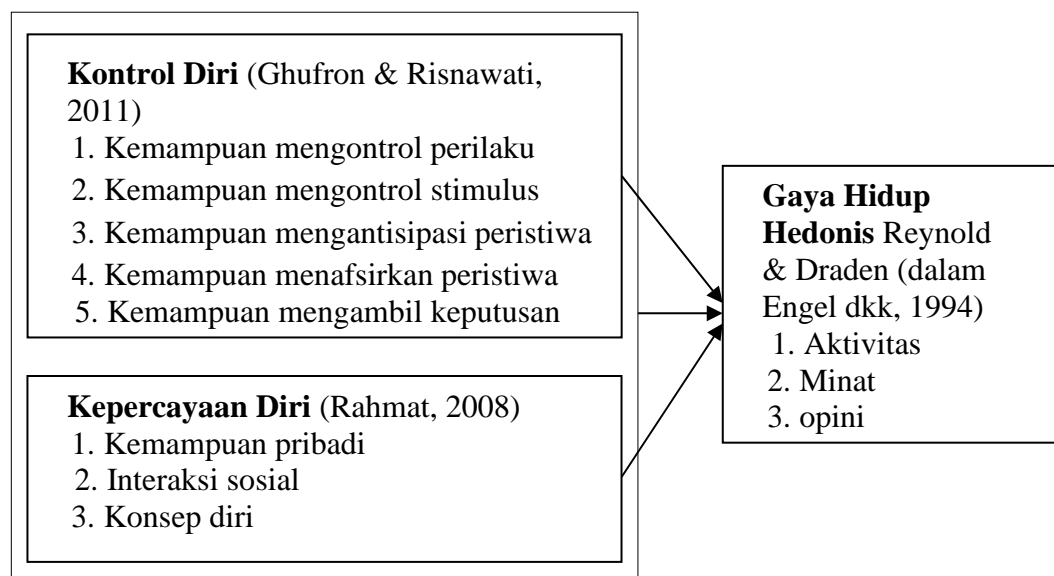 Kontrol Diri (Ghufron & Risnawati,
2011)
1. Kemampuan mengontrol perilaku
2. Kemampuan mengontrol stimulus
3. Kemampuan mengantisipasi peristiwa
4. Kemampuan menafsirkan peristiwa
5. Kemampuan mengambil keputusan
Kepercayaan Diri (Rahmat, 2008)
1. Kemampuan pribadi
2. Interaksi sosial
3. Konsep diri
Gaya Hidup
Hedonis Reynold
& Draden (dalam
Engel dkk, 1994)
1. Aktivitas
2. Minat
3. opini